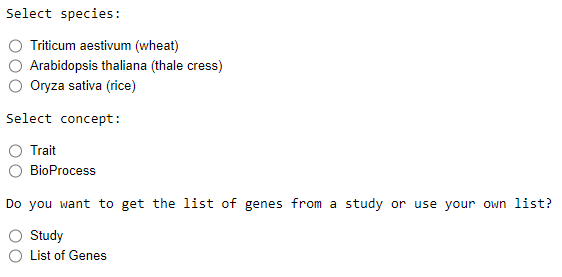 Select species:
Triticum aestivum (wheat)
Arabidopsis thaliana (thale cress)
Oryza sativa (rice)
Select concept:
Trait
BioProcess
Do you want to get the list of genes from a study or use your own list?
Study
List of Genes